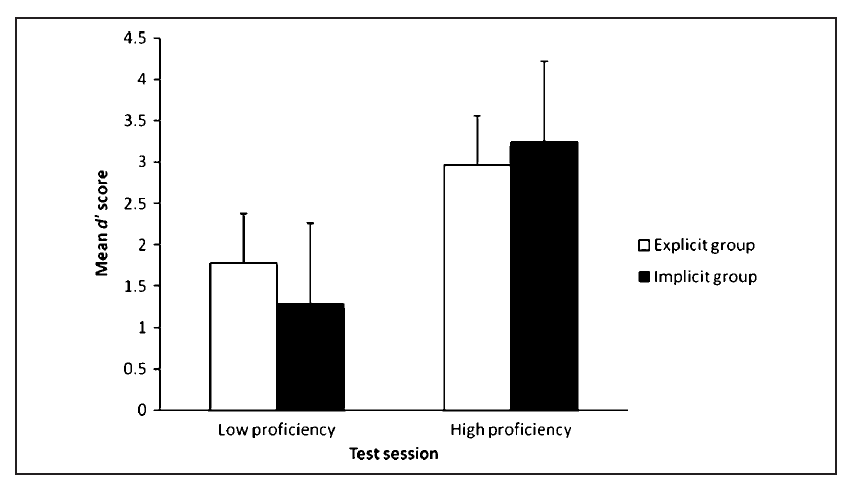 4.5
4
3.5
3
2.5
2
1.5
1
0.5
0
Mean d′ score
Low proficiency
High proficiency
Test session
Explicit group
Implicit group